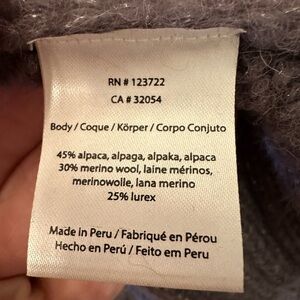 RN # 123722
CA # 32054
Body / Coque / Körper / Corpo Conjuto
45% alpaca, alpaga, alpaka, alpaca
30% merino wool, laine mérinos,
merinowolle, lana merino
25% lurex
Made in Peru / Fabriqué en Pérou
Hecho en Perú / Feito em Peru